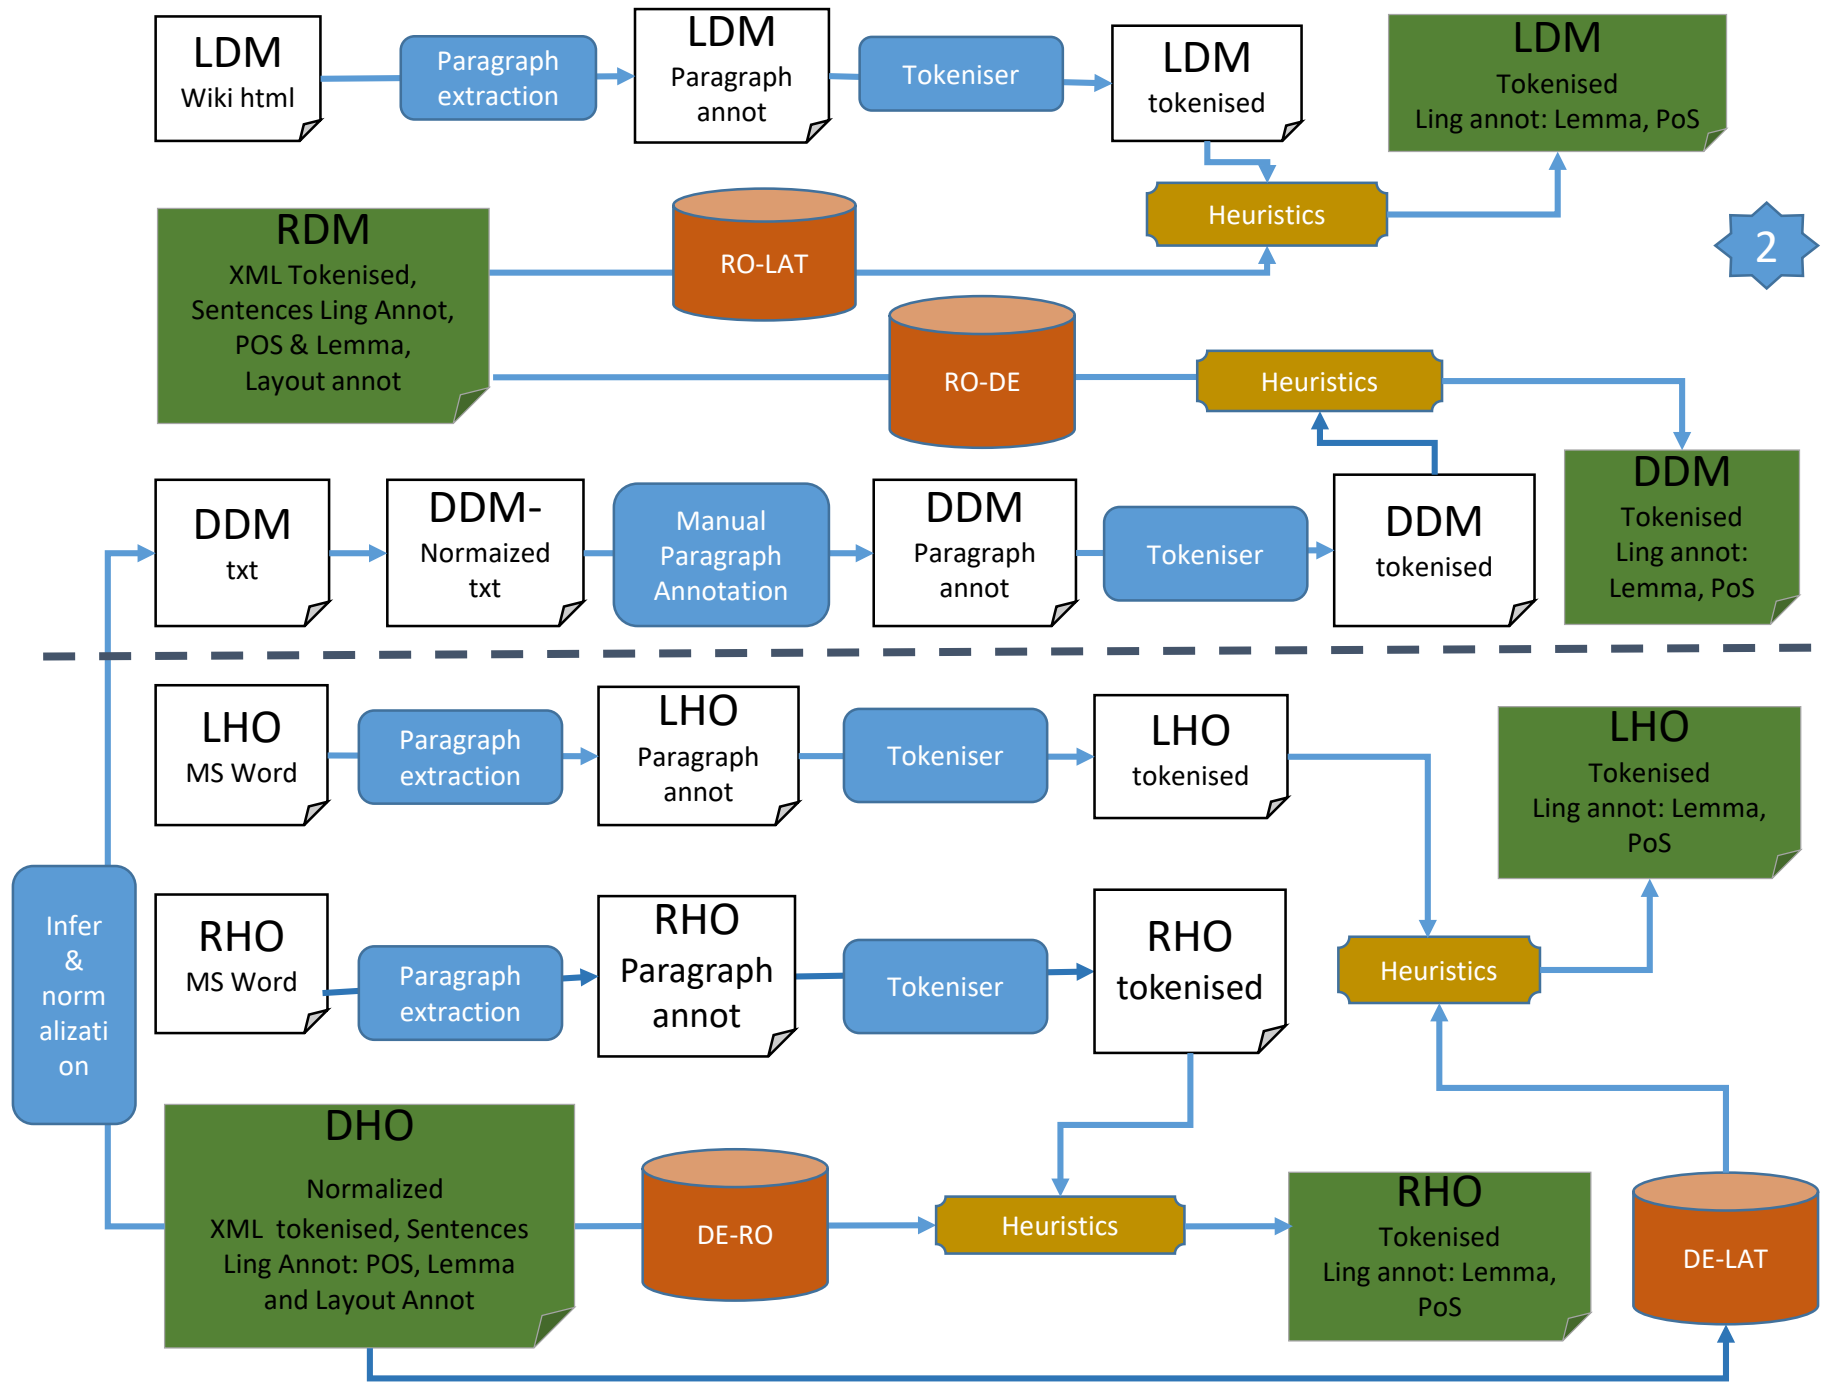 LDM
Wiki html
Paragraph
extraction
LDM
Paragraph
annot
Tokeniser
LDM
tokenised
LDM
Tokenised
Ling annot: Lemma, PoS
Heuristics
RDM
XML Tokenised,
Sentences Ling Annot,
POS & Lemma,
Layout annot
RO-LAT
2
RO-DE
Heuristics
DDM
txt
DDM-
Normaized
txt
Manual
Paragraph
Annotation
DDM
Paragraph
annot
Tokeniser
DDM
tokenised
DDM
Tokenised
Ling annot:
Lemma, PoS
LHO
MS Word
Paragraph
extraction
LHO
Paragraph
annot
Tokeniser
LHO
tokenised
LHO
Tokenised
Ling annot: Lemma,
PoS
Infer
&
norm
alizati
on
RHO
MS Word
Paragraph
extraction
RHO
Paragraph
annot
Tokeniser
RHO
tokenised
Heuristics
DHO
Normalized
XML  tokenised, Sentences
Ling Annot: POS, Lemma
and Layout Annot
DE-RO
Heuristics
RHO
Tokenised
Ling annot: Lemma,
PoS
DE-LAT